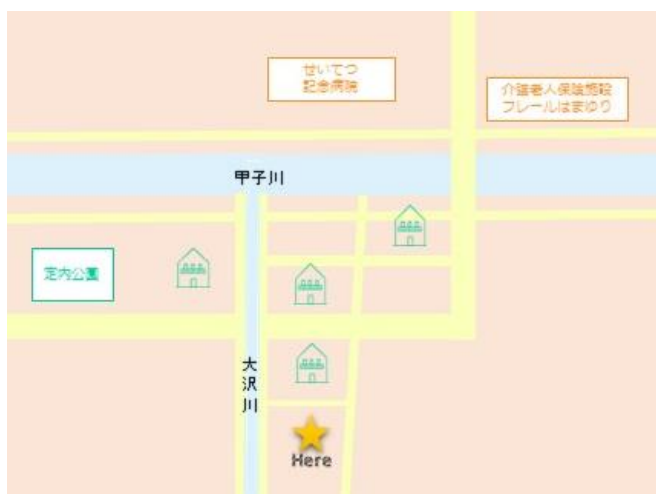 せいてつ
記念病院
介護老人保険施設
フレールはまゆり
甲子川
定内公園
大沢川
Here